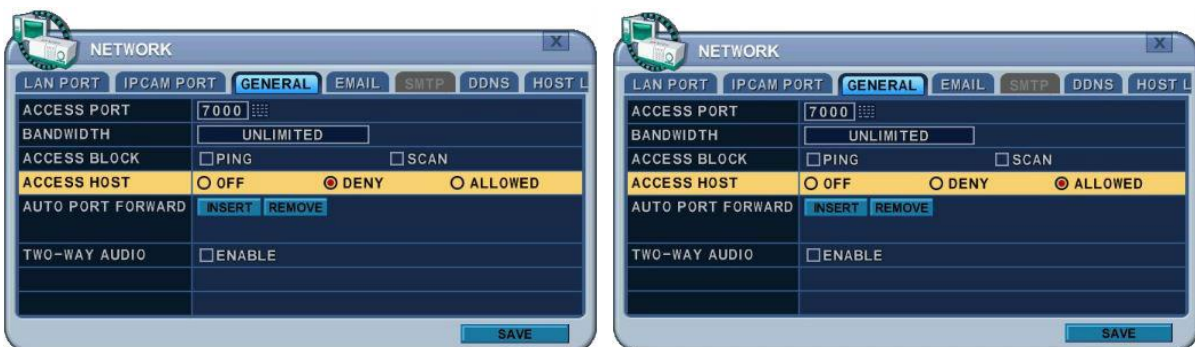 NETWORK
X
LAN PORT IPCAM PORT GENERAL EMAIL SMTP DDNS HOST L
ACCESS PORT 7000
BANDWIDTH UNLIMITED
ACCESS BLOCK PING SCAN
ACCESS HOST OFF DENY ALLOWED
AUTO PORT FORWARD INSERT REMOVE
TWO-WAY AUDIO ENABLE
SAVE
NETWORK
X
LAN PORT IPCAM PORT GENERAL EMAIL SMTP DDNS HOST L
ACCESS PORT 7000
BANDWIDTH UNLIMITED
ACCESS BLOCK PING SCAN
ACCESS HOST OFF DENY ALLOWED
AUTO PORT FORWARD INSERT REMOVE
TWO-WAY AUDIO ENABLE
SAVE